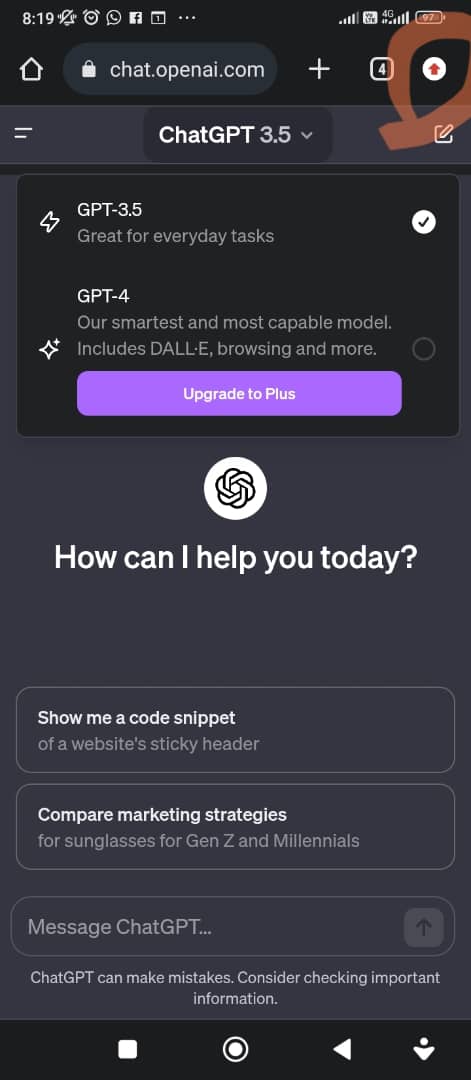 8:19
4G
97
chat.openai.com
4
ChatGPT 3.5
GPT-3.5
Great for everyday tasks
GPT-4
Our smartest and most capable model.
Includes DALL·E, browsing and more.
Upgrade to Plus
How can I help you today?
Show me a code snippet
of a website's sticky header
Compare marketing strategies
for sunglasses for Gen Z and Millennials
Message ChatGPT...
ChatGPT can make mistakes. Consider checking important
information.